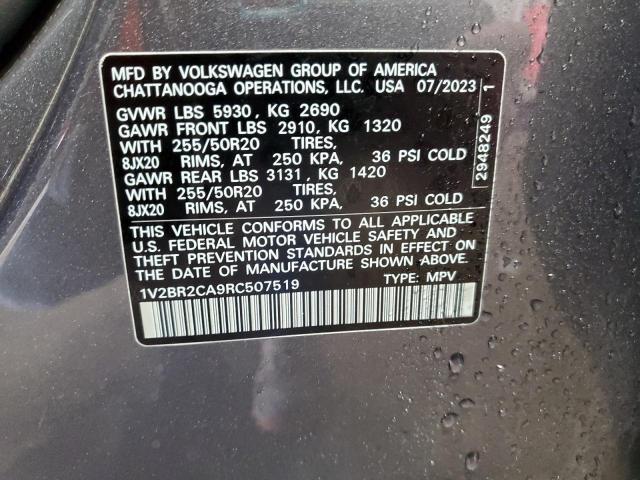 MFD BY VOLKSWAGEN GROUP OF AMERICA
CHATTANOOGA OPERATIONS, LLC. USA 07/2023
GVWR LBS 5930, KG 2690
GAWR FRONT LBS 2910, KG 1320
WITH 255/50R20 TIRES,
8JX20 RIMS, AT 250 KPA, 36 PSI COLD
GAWR REAR LBS 3131, KG 1420
WITH 255/50R20 TIRES,
8JX20 RIMS, AT 250 KPA, 36 PSI COLD
THIS VEHICLE CONFORMS TO ALL APPLICABLE
U.S. FEDERAL MOTOR VEHICLE SAFETY AND
THEFT PREVENTION STANDARDS IN EFFECT ON
THE DATE OF MANUFACTURE SHOWN ABOVE.
1V2BR2CA9RC507519 TYPE: MPV
2948249 1